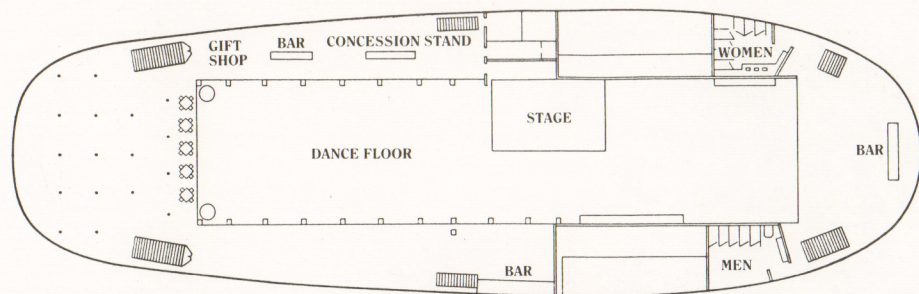 GIFT
SHOP
BAR
CONCESSION STAND
WOMEN
STAGE
DANCE FLOOR
BAR
BAR
MEN